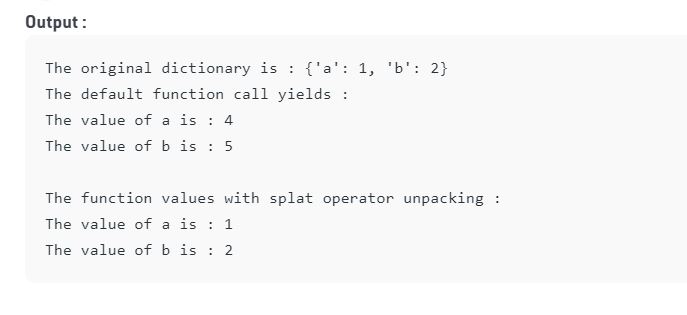 Output :
The original dictionary is : {'a': 1, 'b': 2}
The default function call yields :
The value of a is : 4
The value of b is : 5
The function values with splat operator unpacking :
The value of a is : 1
The value of b is : 2